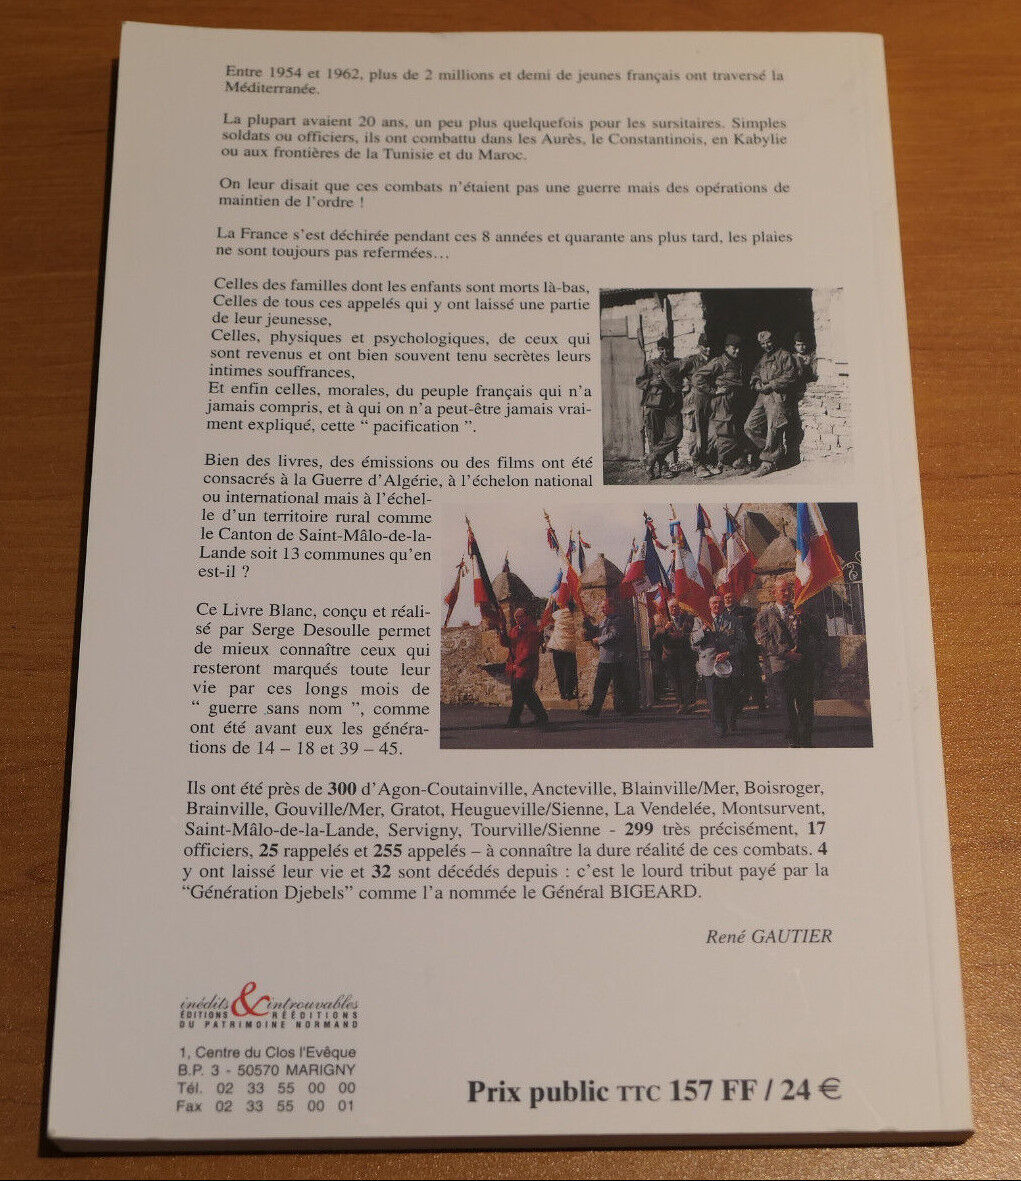 Entre 1954 et 1962, plus de 2 millions et demi de jeunes français ont traversé la
Méditerranée.
La plupart avaient 20 ans, un peu plus quelquefois pour les sursitaires. Simples
soldats ou officiers, ils ont combattu dans les Aurès, le Constantinois, en Kabylie
ou aux frontières de la Tunisie et du Maroc.
On leur disait que ces combats n'étaient pas une guerre mais des opérations de
maintien de l'ordre !
La France s'est déchirée pendant ces 8 années et quarante ans plus tard, les plaies
ne sont toujours pas refermées…
Celles des familles dont les enfants sont morts là-bas,
Celles de tous ces appelés qui y ont laissé une partie
de leur jeunesse,
Celles, physiques et psychologiques, de ceux qui
sont revenus et ont bien souvent tenu secrètes leurs
intimes souffrances,
Et enfin celles, morales, du peuple français qui n'a
jamais compris, et à qui on n'a peut-être jamais vrai-
ment expliqué, cette “ pacification ”.
Bien des livres, des émissions ou des films ont été
consacrés à la Guerre d'Algérie, à l'échelon national
ou international mais à l'échel-
le d'un territoire rural comme
le Canton de Saint-Mâlo-de-la-
Lande soit 13 communes qu'en
est-il ?
Ce Livre Blanc, conçu et réali-
sé par Serge Desoulle permet
de mieux connaître ceux qui
resteront marqués toute leur
vie par ces longs mois de
“ guerre sans nom ”, comme
ont été avant eux les généra-
tions de 14 – 18 et 39 – 45.
Ils ont été près de 300 d'Agon-Coutainville, Ancteville, Blainville/Mer, Boisroger,
Brainville, Gouville/Mer, Gratot, Heugueville/Sienne, La Vendelée, Montsurvent,
Saint-Mâlo-de-la-Lande, Servigny, Tourville/Sienne - 299 très précisément, 17
officiers, 25 rappelés et 255 appelés – à connaître la dure réalité de ces combats. 4
y ont laissé leur vie et 32 sont décédés depuis : c'est le lourd tribut payé par la
“Génération Djebels” comme l'a nommée le Général BIGEARD.
René GAUTIER
inédits & introuvables
ÉDITIONS RÉÉDITIONS
DU PATRIMOINE NORMAND
1, Centre du Clos l'Evêque
B.P. 3 - 50570 MARIGNY
Tél. 02 33 55 00 00
Fax 02 33 55 00 01
Prix public TTC 157 FF / 24 €